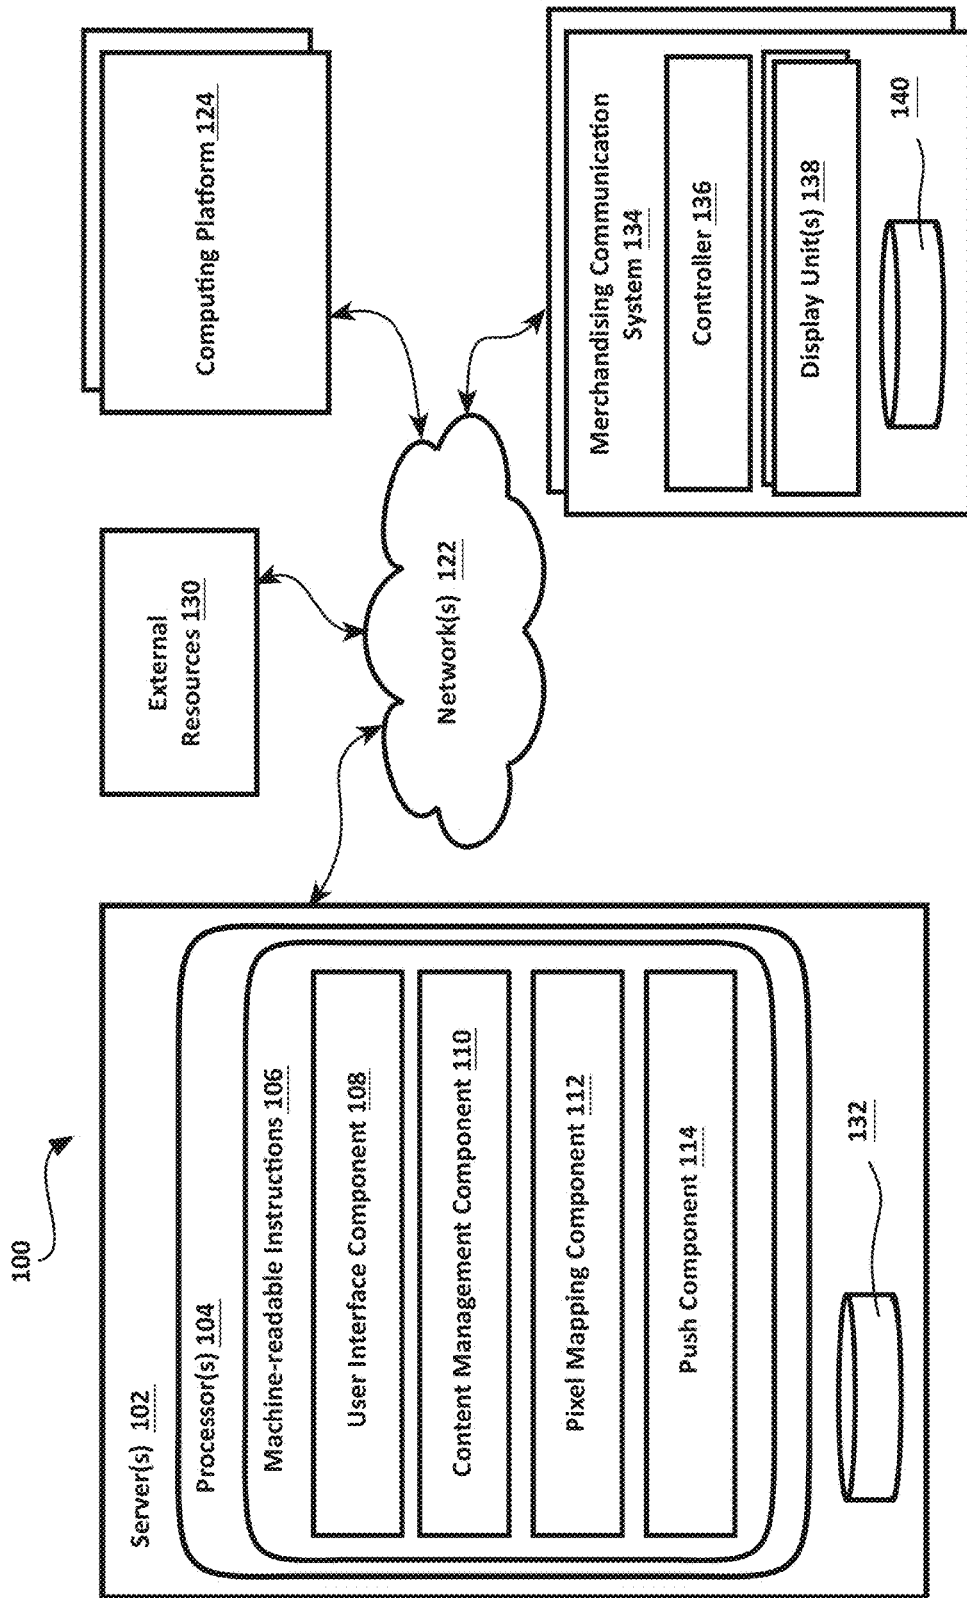 100
Server(s) 102
Processor(s) 104
Machine-readable Instructions 106
User Interface Component 108
Content Management Component 110
Pixel Mapping Component 112
Push Component 114
132
External
Resources 130
Network(s) 122
Computing Platform 124
Merchandising Communication
System 134
Controller 136
Display Unit(s) 138
140